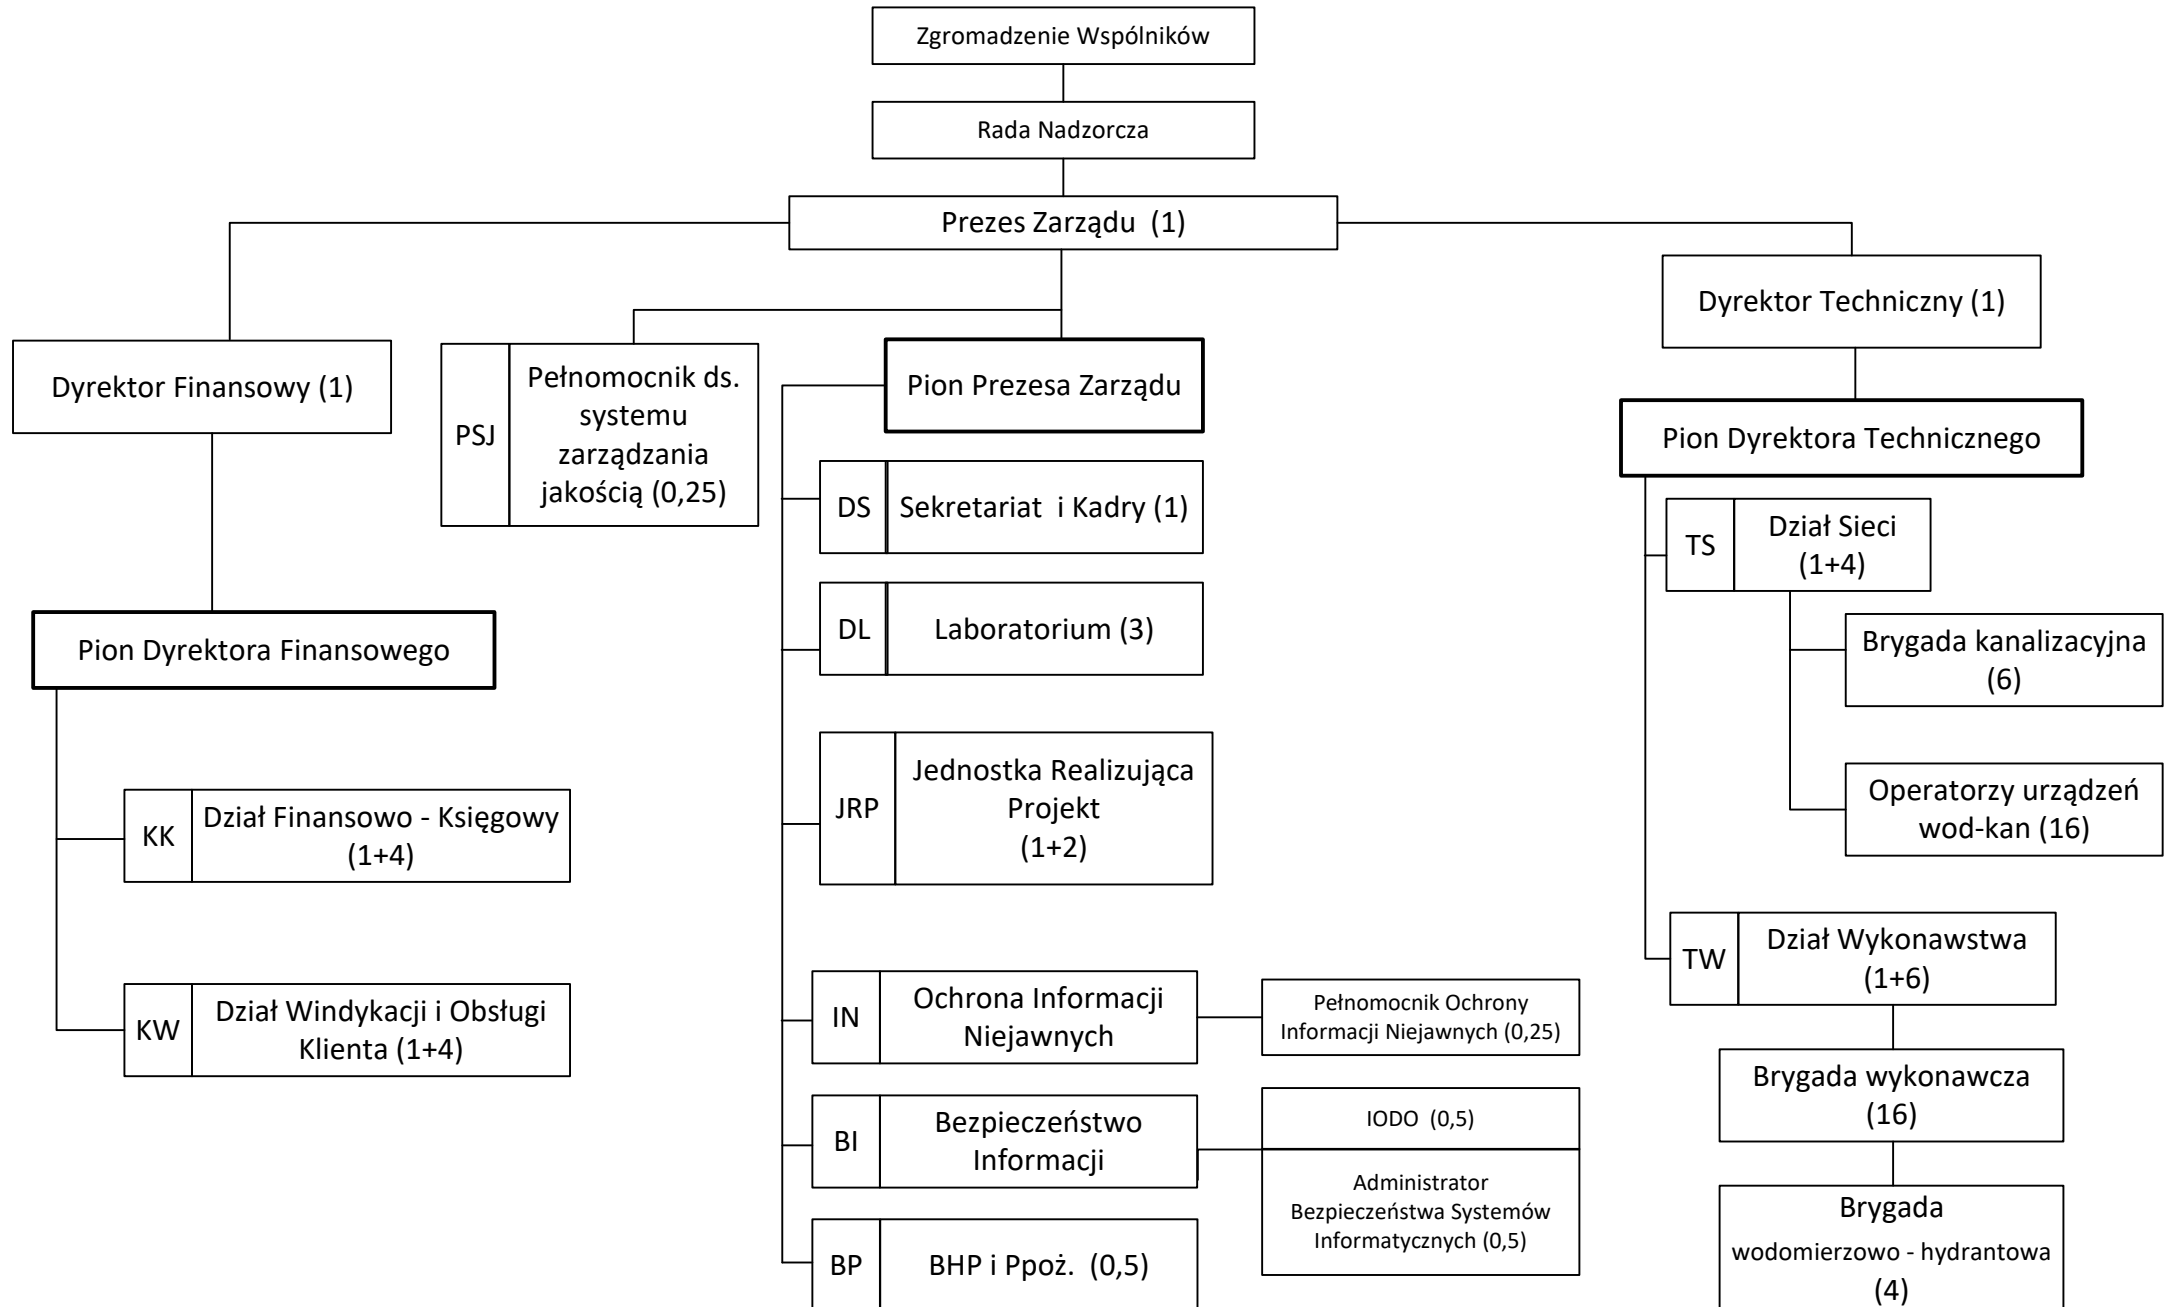 Zgromadzenie Wspólników
Rada Nadzorcza
Prezes Zarządu (1)
Dyrektor Finansowy (1)
Pion Dyrektora Finansowego
KK
Dział Finansowo - Księgowy
(1+4)
KW
Dział Windykacji i Obsługi
Klienta (1+4)
PSJ
Pełnomocnik ds.
systemu
zarządzania
jakością (0,25)
Pion Prezesa Zarządu
DS
Sekretariat i Kadry (1)
DL
Laboratorium (3)
JRP
Jednostka Realizująca
Projekt
(1+2)
IN
Ochrona Informacji
Niejawnych
Pełnomocnik Ochrony
Informacji Niejawnych (0,25)
BI
Bezpieczeństwo
Informacji
IODO (0,5)
Administrator
Bezpieczeństwa Systemów
Informatycznych (0,5)
BP
BHP i Ppoż. (0,5)
Dyrektor Techniczny (1)
Pion Dyrektora Technicznego
TS
Dział Sieci
(1+4)
Brygada kanalizacyjna
(6)
Operatorzy urządzeń
wod-kan (16)
TW
Dział Wykonawstwa
(1+6)
Brygada wykonawcza
(16)
Brygada
wodomierzowo - hydrantowa
(4)